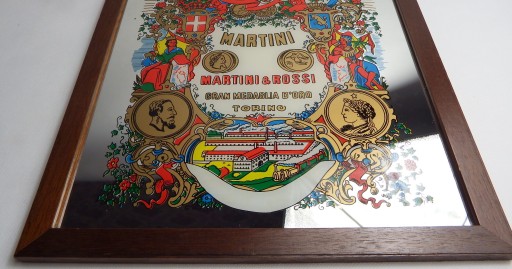 MARTINI
MARTINI & ROSSI
GRAN MEDAGLIA D'ORO
TORINO